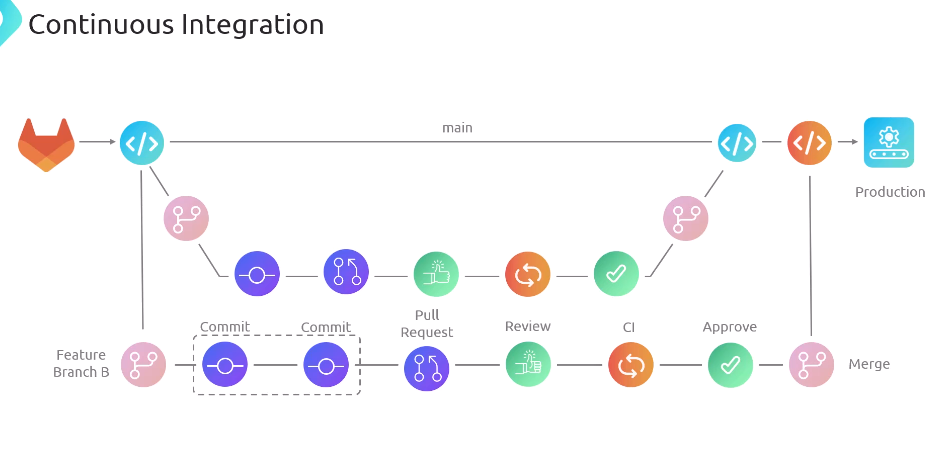 Continuous Integration
main
Production
Pull
Request
Commit
Commit
Review
CI
Approve
Feature
Branch B
Merge